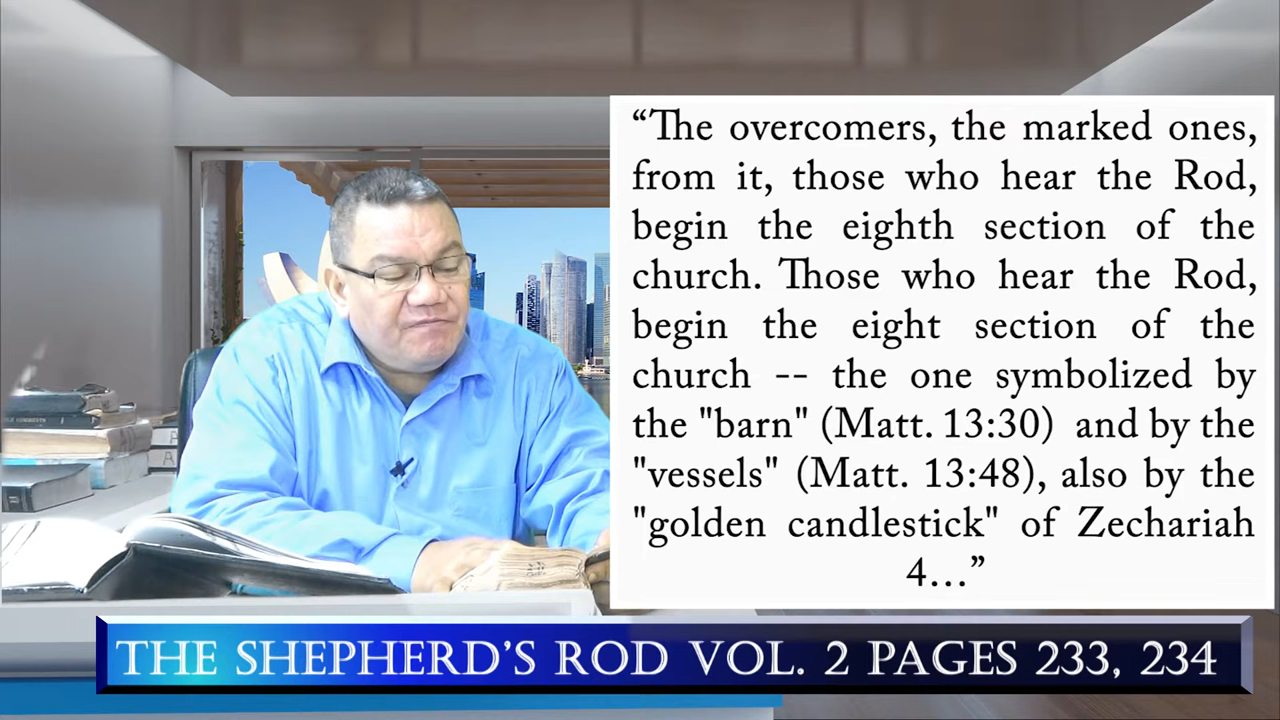 “The overcomers, the marked ones,
from it, those who hear the Rod,
begin the eighth section of the
church. Those who hear the Rod,
begin the eight section of the
church -- the one symbolized by
the "barn" (Matt. 13:30) and by the
"vessels" (Matt. 13:48), also by the
"golden candlestick" of Zechariah
4...”
THE SHEPHERD’S ROD VOL. 2 PAGES 233, 234